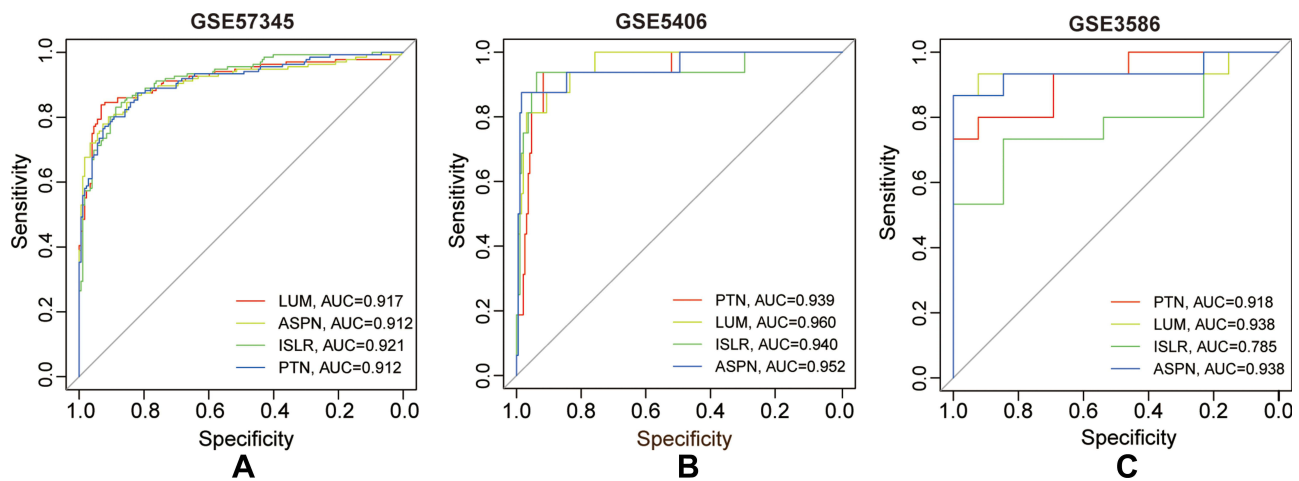 GSE57345
Sensitivity
1.0
0.8
0.6
0.4
0.2
0.0
LUM, AUC=0.917
ASPN, AUC=0.912
ISLR, AUC=0.921
PTN, AUC=0.912
1.0 0.8 0.6 0.4 0.2 0.0
Specificity
A
GSE5406
Sensitivity
1.0
0.8
0.6
0.4
0.2
0.0
PTN, AUC=0.939
LUM, AUC=0.960
ISLR, AUC=0.940
ASPN, AUC=0.952
1.0 0.8 0.6 0.4 0.2 0.0
Specificity
B
GSE3586
Sensitivity
1.0
0.8
0.6
0.4
0.2
0.0
PTN, AUC=0.918
LUM, AUC=0.938
ISLR, AUC=0.785
ASPN, AUC=0.938
1.0 0.8 0.6 0.4 0.2 0.0
Specificity
C